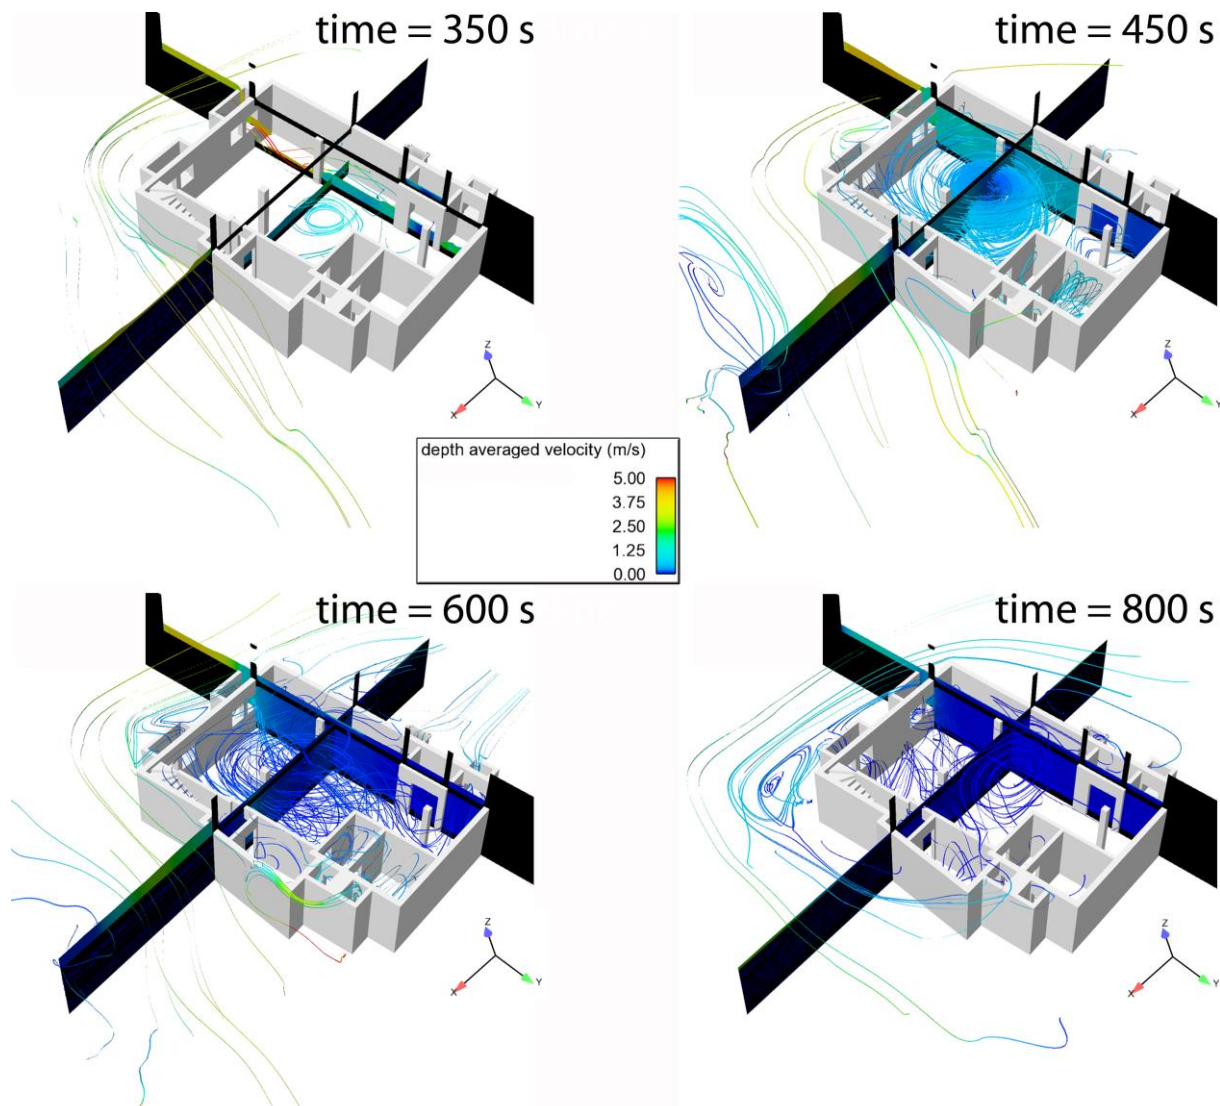 time = 350 s
time = 450 s
Z
X
Y
Z
X
Y
depth averaged velocity (m/s)
5.00
3.75
2.50
1.25
0.00
time = 600 s
time = 800 s
Z
X
Y
Z
X
Y